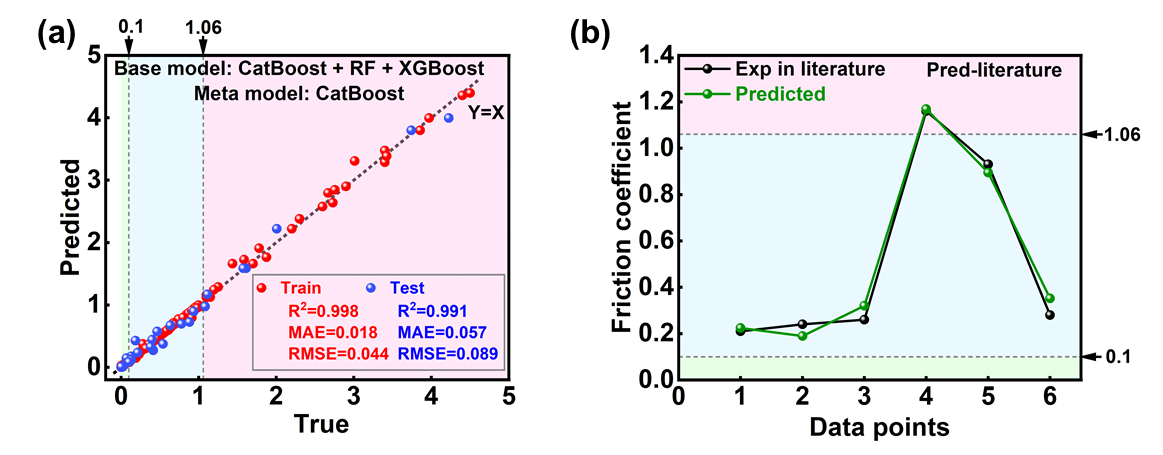 (a)
0.1 1.06
Base model: CatBoost + RF + XGBoost
Meta model: CatBoost
Y=X
5
4
3
2
1
0
Predicted
Train Test
R²=0.998 R²=0.991
MAE=0.018 MAE=0.057
RMSE=0.044 RMSE=0.089
0 1 2 3 4 5
True
(b)
1.4
1.2
1.0
0.8
0.6
0.4
0.2
0.0
Friction coefficient
Exp in literature
Predicted
Pred-literature
1.06
0.1
0 1 2 3 4 5 6
Data points